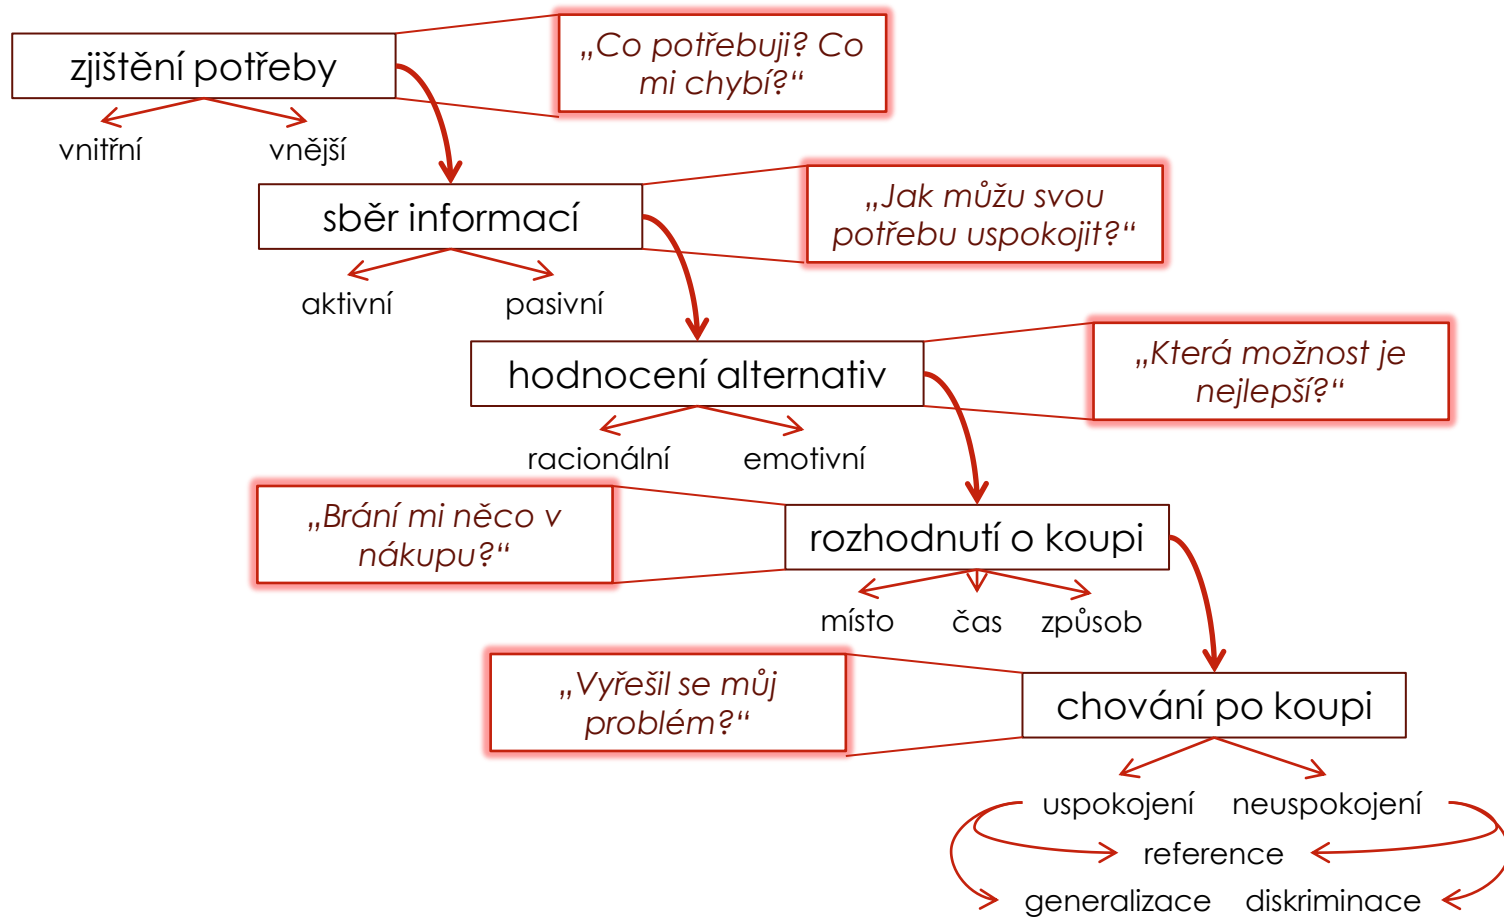 zjištění potřeby
„Co potřebuji? Co
mi chybí?“
vnitřní
vnější
sběr informací
„Jak můžu svou
potřebu uspokojit?“
aktivní
pasivní
hodnocení alternativ
„Která možnost je
nejlepší?“
racionální
emotivní
„Brání mi něco v
nákupu?“
rozhodnutí o koupi
místo
čas
způsob
„Vyřešil se můj
problém?“
chování po koupi
uspokojení
neuspokojení
reference
generalizace
diskriminace